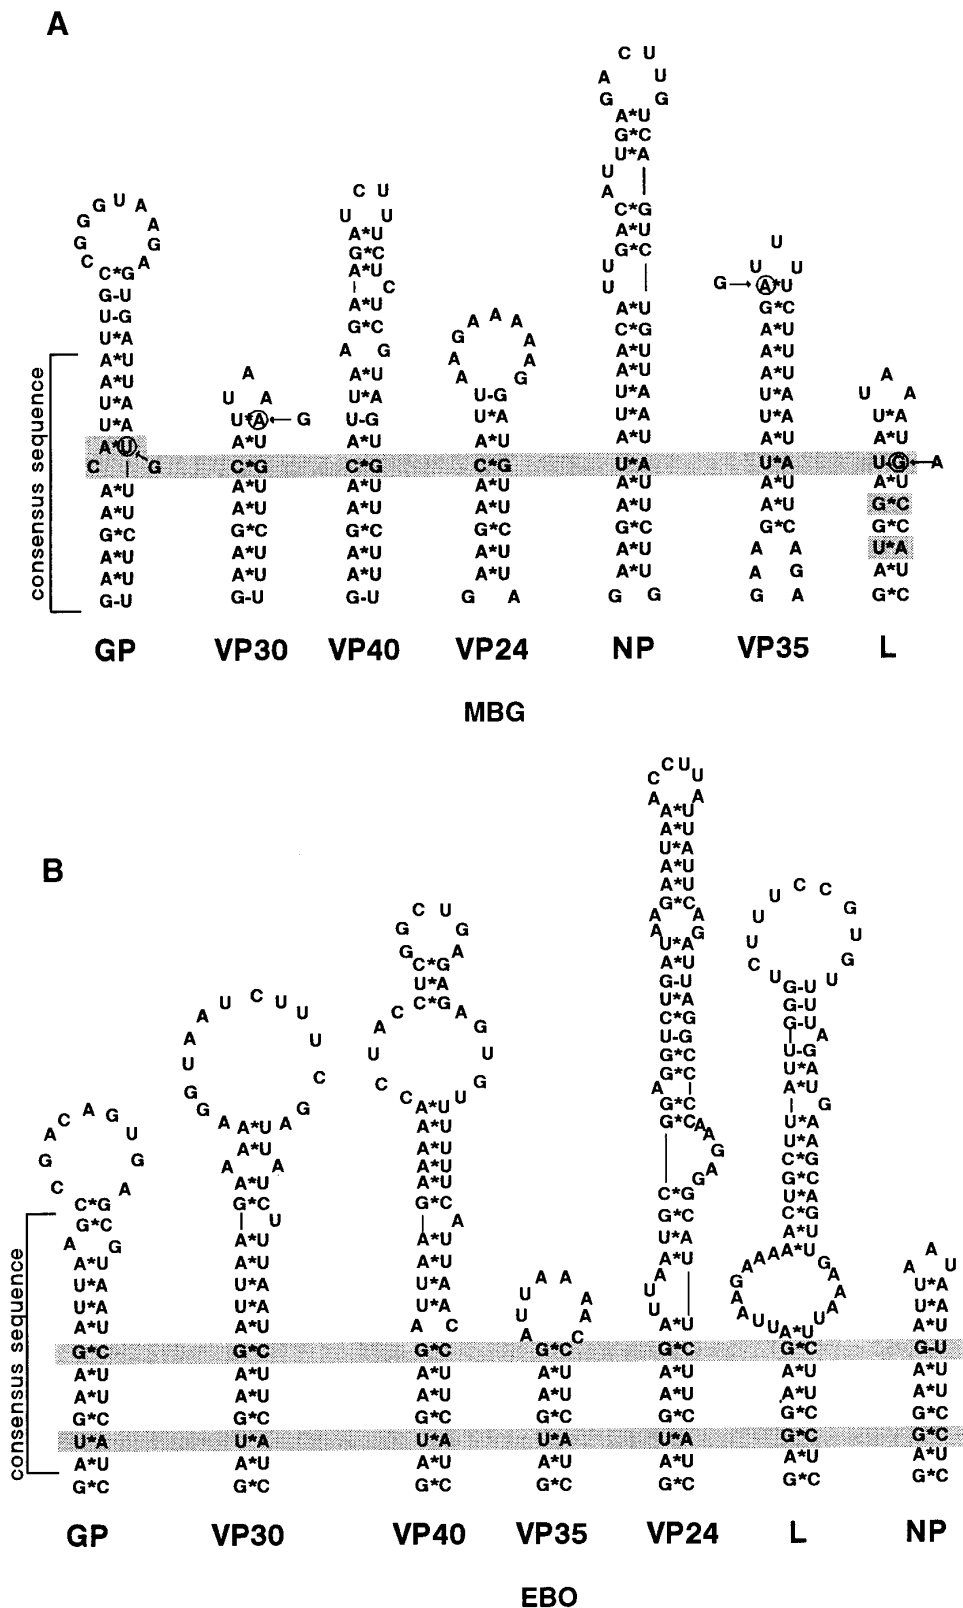 A
consensus sequence
G G U A
G A
G G
C A
C*G
G-U
U-G
U*A
A*U
A*U
U*A
U*A
A*U
C G
A*U
A*U
G*C
A*U
A*U
G-U
GP
A
U A
U*A ← G
A*U
C*G
A*U
A*U
G*C
A*U
A*U
G-U
VP30
C U
U U
A*U
G*C
A*U
C
A*U
G*C
A G
A*U
U*A
U-G
A*U
C*G
A*U
A*U
G*C
A*U
A*U
G-U
VP40
A A A
G A
A A
A G
U-G
U*A
A*U
C*G
A*U
A*U
G*C
A*U
A*U
G A
VP24
C U
A U
G G
A*U
G*C
U*A
U
A
C*G
A*U
G*C
U
U
A*U
C*G
A*U
A*U
U*A
U*A
A*U
U*A
A*U
A*U
G*C
A*U
A*U
G G
NP
U
U U
G → A*U
G*C
A*U
A*U
A*U
U*A
U*A
A*U
U*A
A*U
A*U
G*C
A A
A G
G A
VP35
A
U A
U*A
A*U
U-G ← A
A*U
G*C
G*C
U*A
A*U
G*C
L
MBG
B
consensus sequence
C A G
A U
G G
C A
C*G
G*C
A G
A*U
U*A
U*A
A*U
G*C
A*U
A*U
G*C
U*A
A*U
G*C
GP
U C U
A U
A U
U C
G G
G A
A A*U U
A*U
A A
A*U
G*C
U
A*U
U*A
U*A
A*U
G*C
A*U
A*U
G*C
U*A
A*U
G*C
VP30
C U
G G
G A
C*G
U*A
C*G
C A
A G
U U
C G
C U
A*U
A*U
A*U
A*U
G*C
A
A*U
A*U
U*A
A C
G*C
A*U
A*U
G*C
U*A
A*U
G*C
VP40
A A
U A
U A
A C
G*C
A*U
A*U
G*C
U*A
A*U
G*C
VP35
C U
C U
A A
A*U
A*U
U*A
A*U
A*U
G*C
A A
A G
U*A
A*U
G-U
U*A
C*G
U-G
G*C
G*C
A
G*C
G*C A
A
G
A
G
C*G
G*C
U*A
A*U
A
U
U
A*U
G*C
A*U
A*U
G*C
U*A
A*U
G*C
VP24
C C
U G
U U
U G
C U
U
G-U
G-U
G-U
A
U-G
U*A
A*U
G
U*A
U*A
C*G
G*C
U*A
C*G
A*U
A*U
A G
A A
A A
G A
A U
A
U
U
A*U
G*C
A*U
A*U
G*C
G*C
A*U
G*C
L
A
A U
U*A
U*A
A*U
G-U
A*U
A*U
G*C
G*C
A*U
G*C
NP
EBO